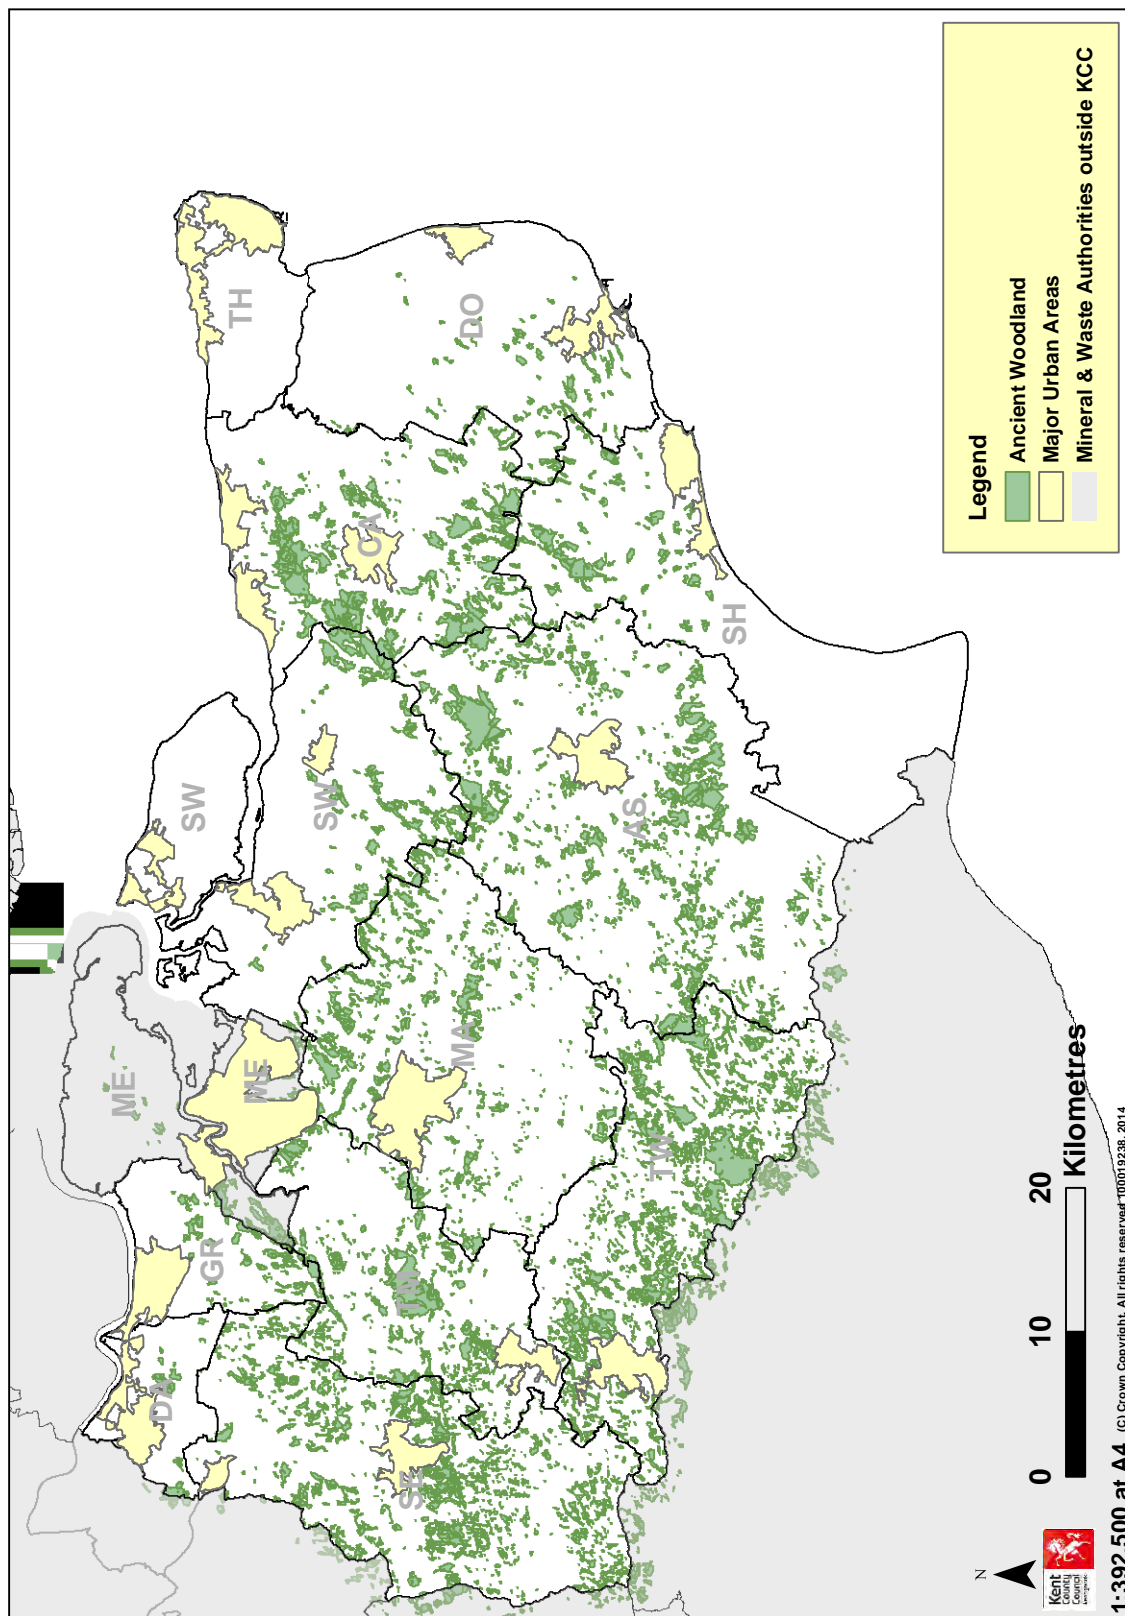 Legend
Ancient Woodland
Major Urban Areas
Mineral & Waste Authorities outside KCC
TH
DO
CA
SH
SW
SW
AS
ME
ME
MA
TW
GR
TM
DA
SE
0 10 20
Kilometres
N
Kent
County
Council
1:392,500 at A4 (C) Crown Copyright. All rights reserved 100019238, 2014